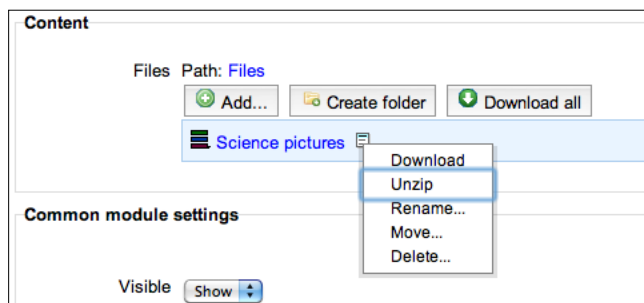 Content
Files Path: Files
Add... Create folder Download all
Science pictures
Download
Unzip
Rename...
Move...
Delete...
Common module settings
Visible Show